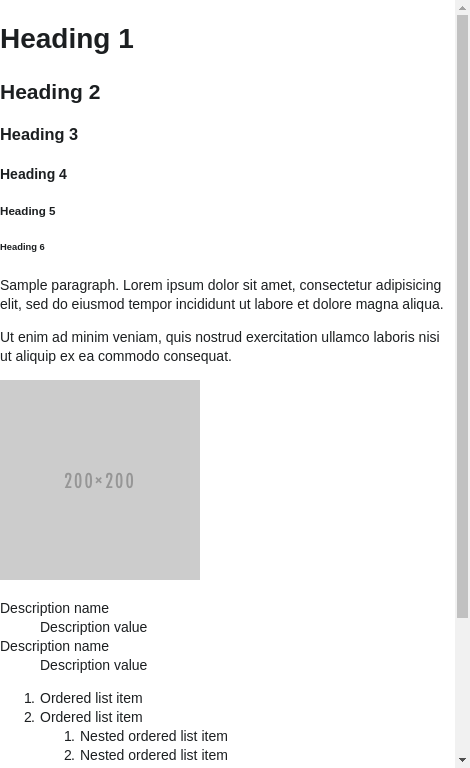 Heading 1
Heading 2
Heading 3
Heading 4
Heading 5
Heading 6
Sample paragraph. Lorem ipsum dolor sit amet, consectetur adipisicing
elit, sed do eiusmod tempor incididunt ut labore et dolore magna aliqua.
Ut enim ad minim veniam, quis nostrud exercitation ullamco laboris nisi
ut aliquip ex ea commodo consequat.
200×200
Description name
Description value
Description name
Description value
1. Ordered list item
2. Ordered list item
1. Nested ordered list item
2. Nested ordered list item